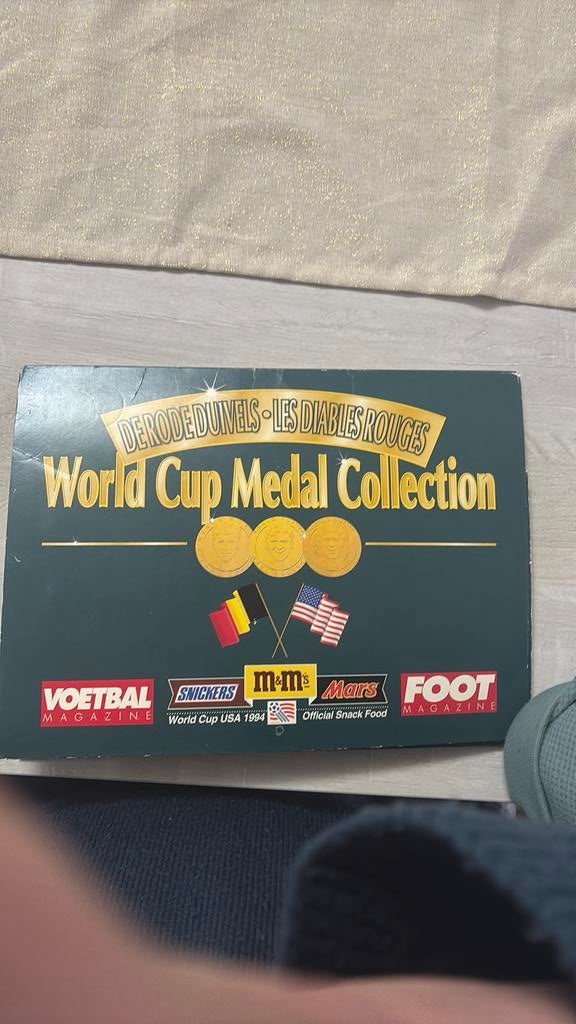 DE RODE DUIVELS • LES DIABLES ROUGES
World Cup Medal Collection
VOETBAL
MAGAZINE
SNICKERS
m&m's
Mars
World Cup USA 1994
Official Snack Food
FOOT
MAGAZINE